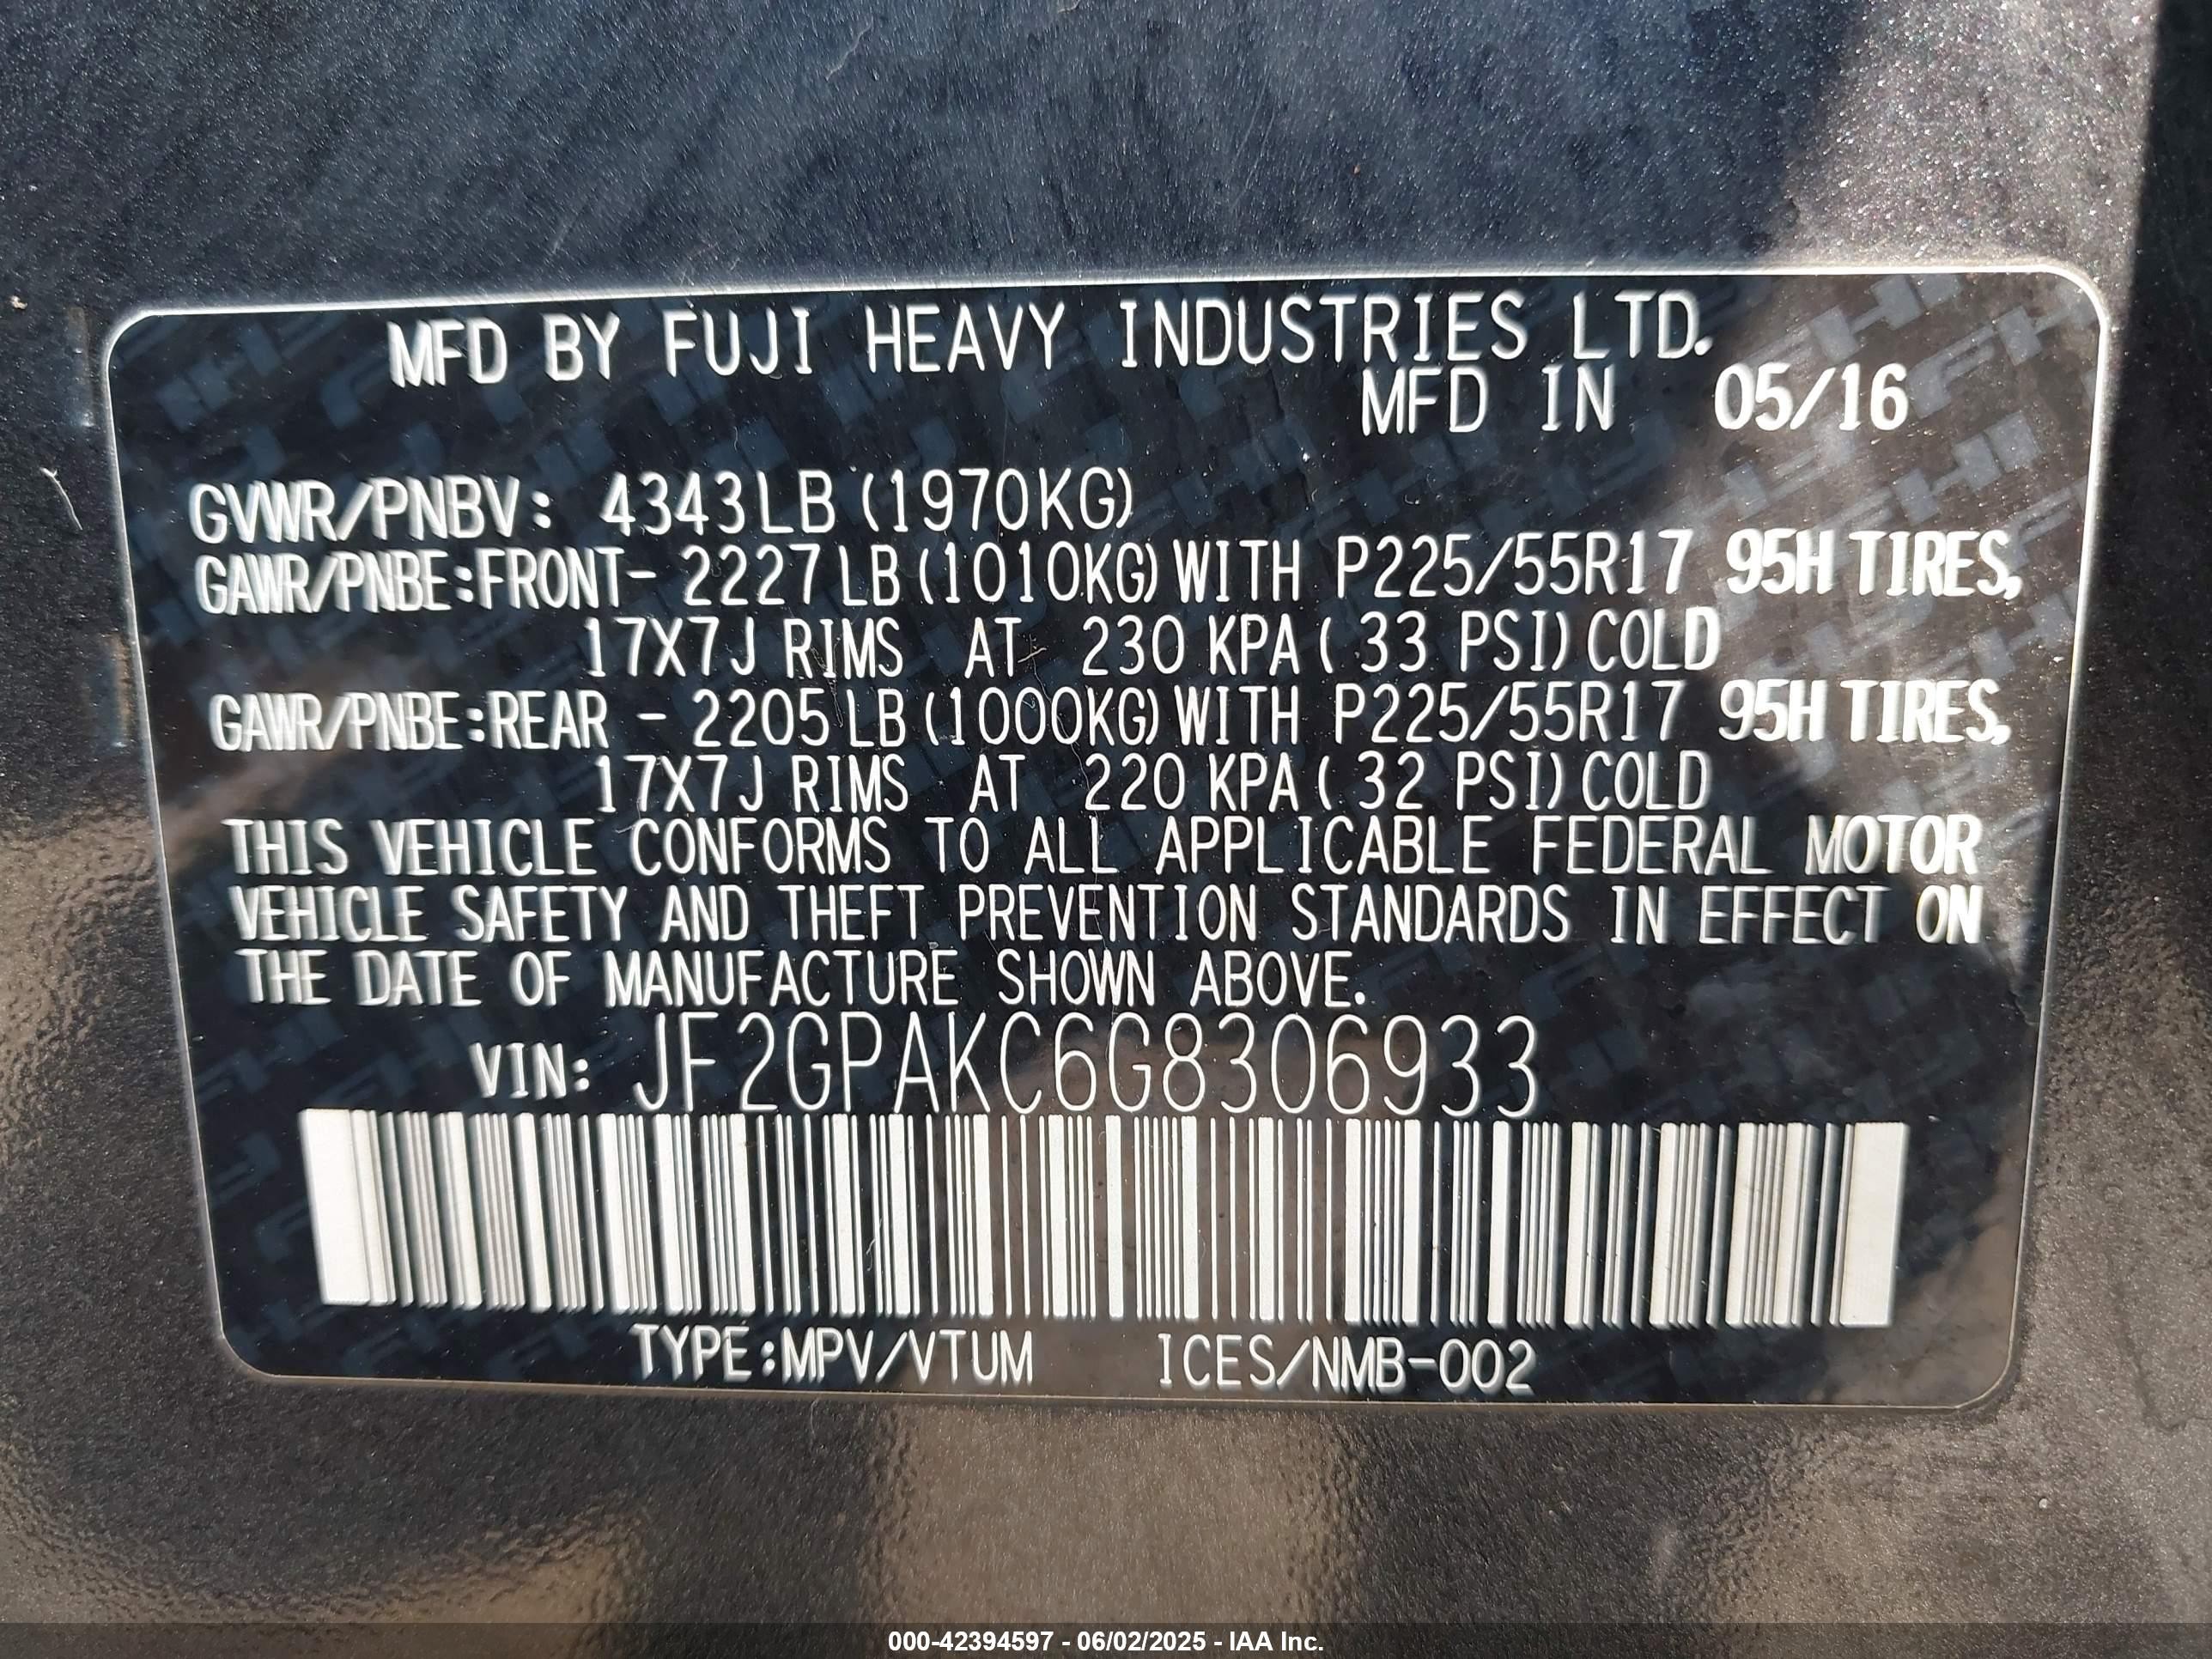 MFD BY FUJI HEAVY INDUSTRIES LTD.
MFD IN 05/16
GVWR/PNBV: 4343LB (1970KG)
GAWR/PNBE:FRONT- 2227LB (1010KG) WITH P225/55R17 95H TIRES,
17X7J RIMS AT 230 KPA ( 33 PSI) COLD
GAWR/PNBE:REAR - 2205LB (1000KG) WITH P225/55R17 95H TIRES,
17X7J RIMS AT 220 KPA ( 32 PSI) COLD
THIS VEHICLE CONFORMS TO ALL APPLICABLE FEDERAL MOTOR
VEHICLE SAFETY AND THEFT PREVENTION STANDARDS IN EFFECT ON
THE DATE OF MANUFACTURE SHOWN ABOVE.
VIN: JF2GPAKC6G8306933
TYPE:MPV/VTUM ICES/NMB-002
000-42394597 - 06/02/2025 - IAA Inc.